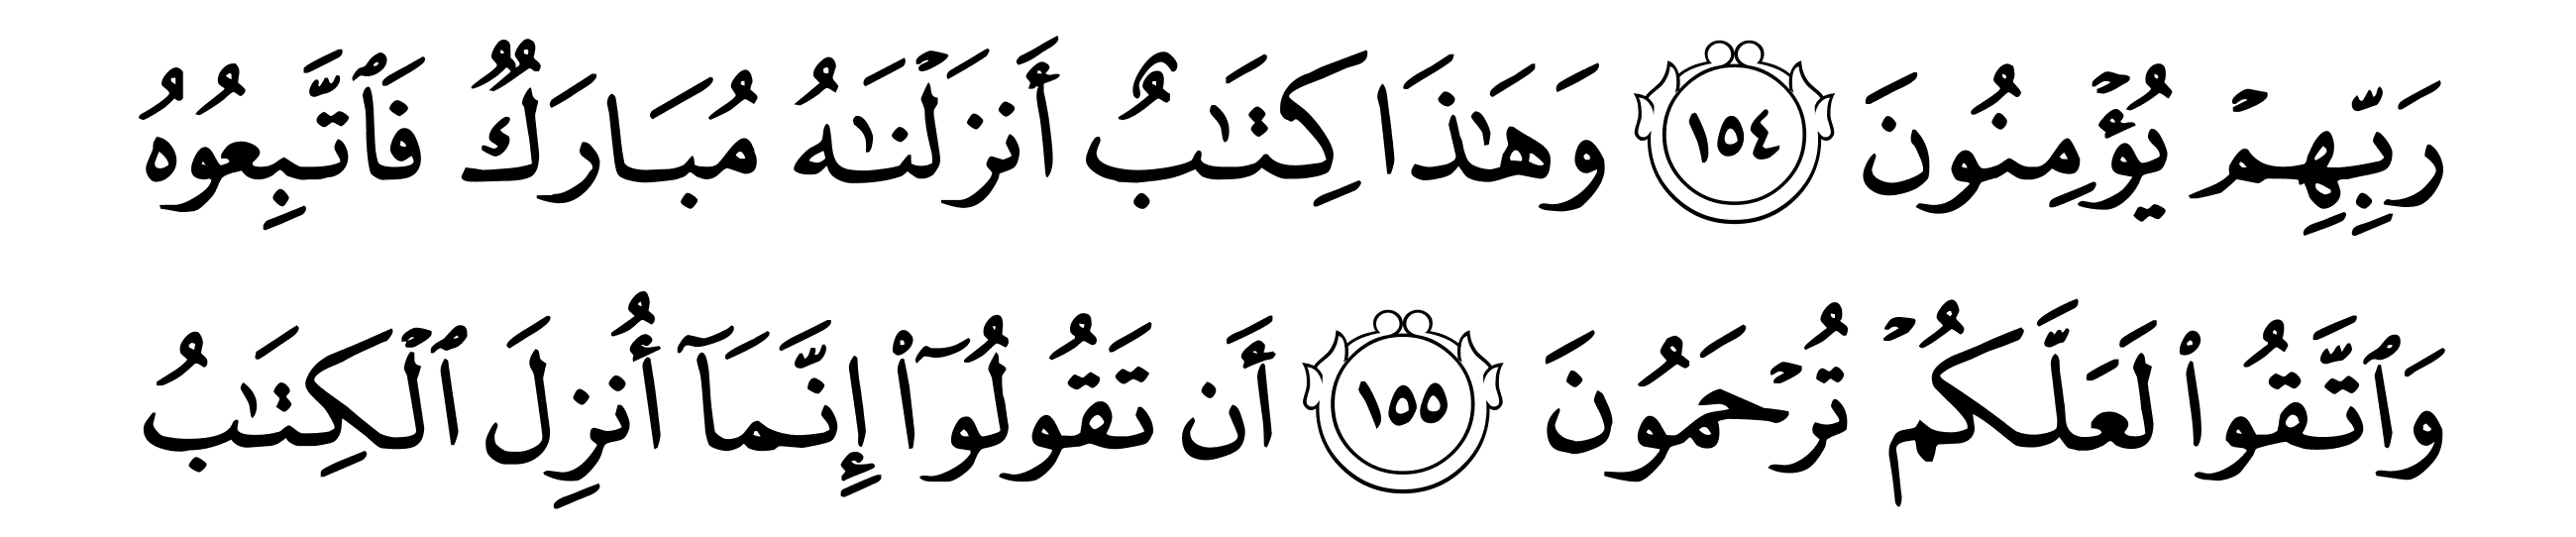 رَبِّهِمۡ يُؤۡمِنُونَ ١٥٤ وَهَٰذَا كِتَٰبٌ أَنزَلۡنَٰهُ مُبَارَكٞ فَٱتَّبِعُوهُ
وَٱتَّقُواْ لَعَلَّكُمۡ تُرۡحَمُونَ ١٥٥ أَن تَقُولُوٓاْ إِنَّمَآ أُنزِلَ ٱلۡكِتَٰبُ